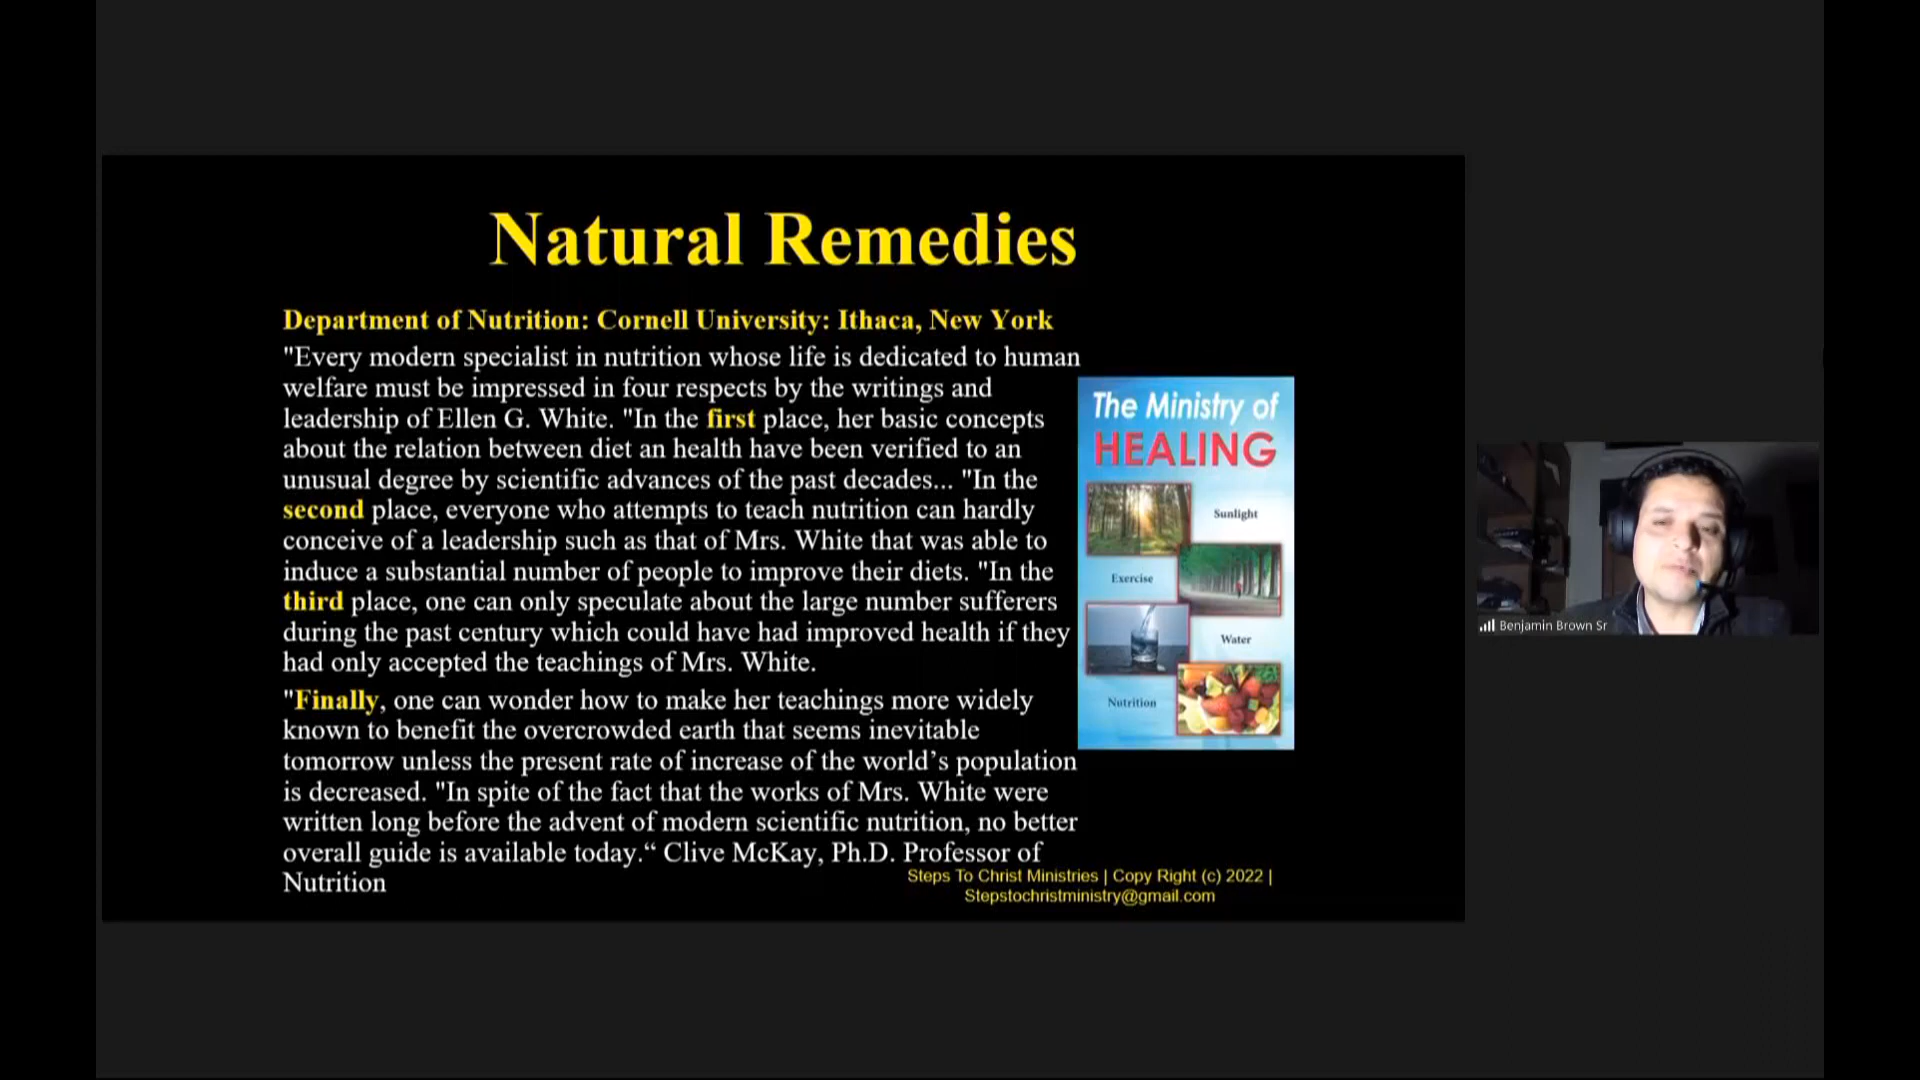 Natural Remedies
Department of Nutrition: Cornell University: Ithaca, New York
"Every modern specialist in nutrition whose life is dedicated to human
welfare must be impressed in four respects by the writings and
leadership of Ellen G. White. "In the first place, her basic concepts
about the relation between diet an health have been verified to an
unusual degree by scientific advances of the past decades... "In the
second place, everyone who attempts to teach nutrition can hardly
conceive of a leadership such as that of Mrs. White that was able to
induce a substantial number of people to improve their diets. "In the
third place, one can only speculate about the large number sufferers
during the past century which could have had improved health if they
had only accepted the teachings of Mrs. White.
"Finally, one can wonder how to make her teachings more widely
known to benefit the overcrowded earth that seems inevitable
tomorrow unless the present rate of increase of the world’s population
is decreased. "In spite of the fact that the works of Mrs. White were
written long before the advent of modern scientific nutrition, no better
overall guide is available today.“ Clive McKay, Ph.D. Professor of
Nutrition
The Ministry of
HEALING
Sunlight
Exercise
Water
Nutrition
Steps To Christ Ministries | Copy Right (c) 2022 |
Stepstochristministry@gmail.com
Benjamin Brown Sr